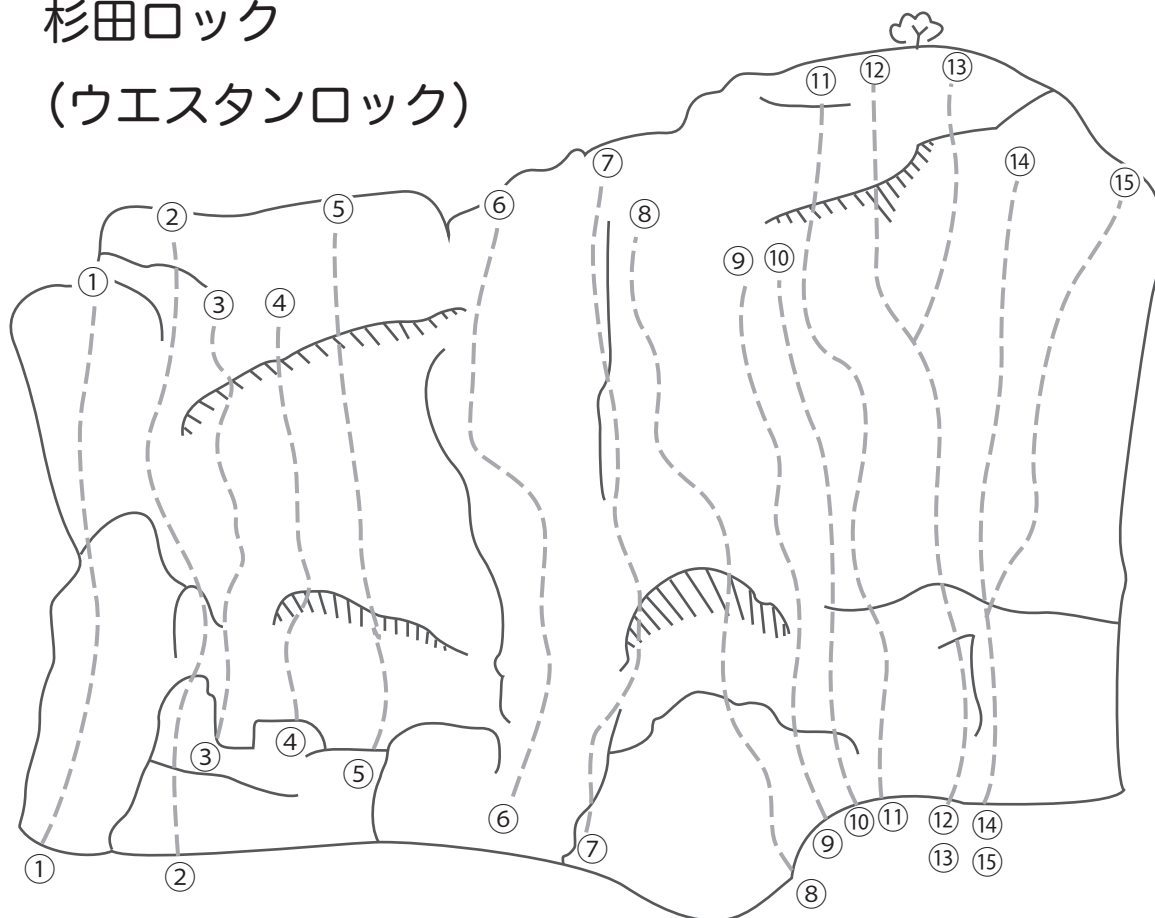 杉田ロック
(ウエスタンロック)
⑪ ⑫ ⑬
⑦
⑭
⑮
② ⑤ ⑥ ⑧
⑨ ⑩
①
③ ④
③ ④
⑤
⑥ ⑩ ⑪ ⑫ ⑭
⑦ ⑨
① ② ⑬ ⑮
⑧